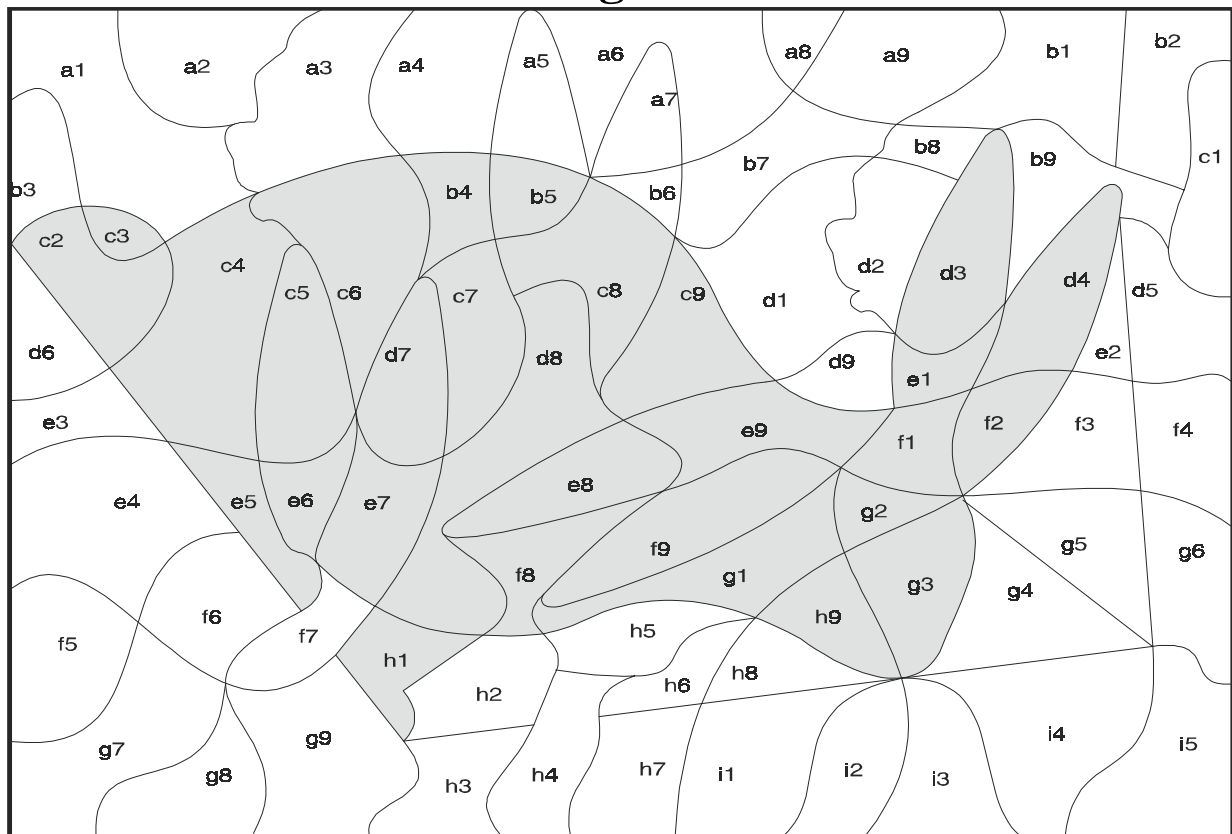 a1 a2 a3 a4 a5 a6 a8 a9 b1 b2
a7
b3 b4 b5 b6 b7 b8 b9 c1
c2 c3 c4 c5 c6 c7 c8 c9 d1 d2 d3 d4 d5
d6 d7 d8 d9 e1 e2
e3 e9 f1 f2 f3 f4
e4 e5 e6 e7 e8 g2
f8 f9 g1 g3 g4 g5 g6
f5 f6 f7 h1 h5 h9
h2 h6 h8
g7 g8 g9 h3 h4 h7 i1 i2 i3 i4 i5